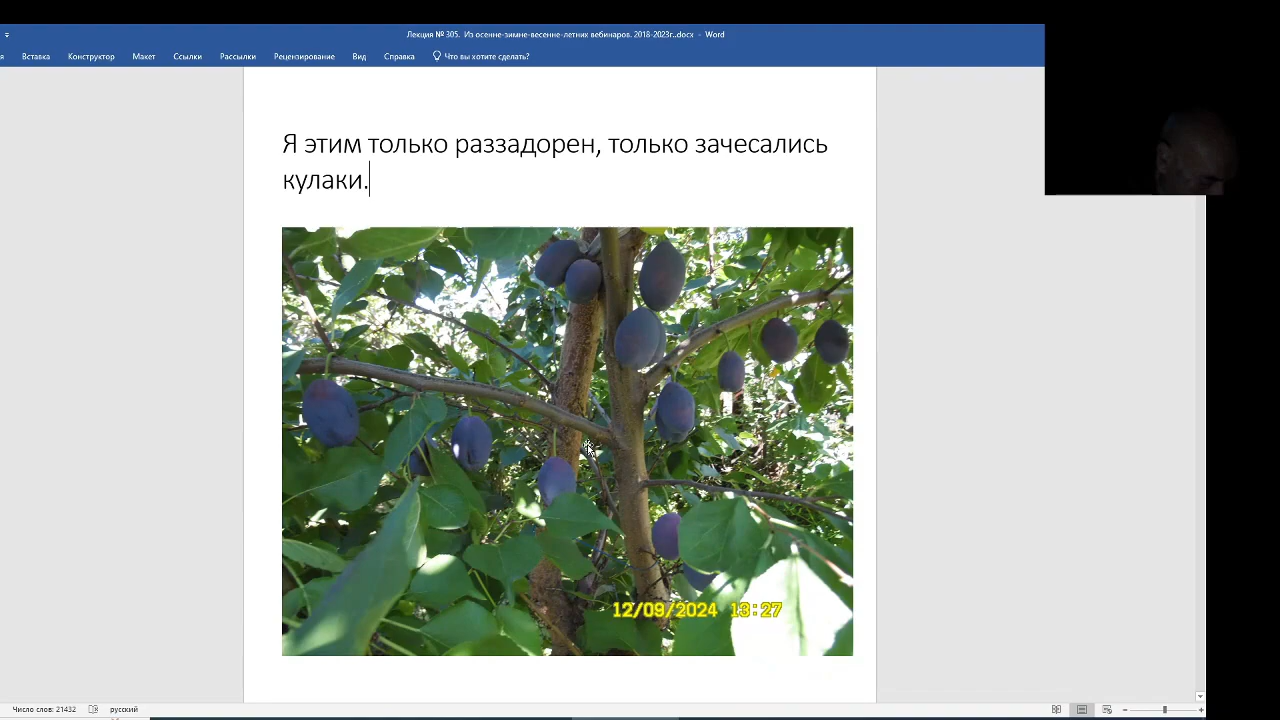 Лекция № 305. Из осенне-зимне-весенне-летних вебинаров. 2018-2023г..docx - Word
я Вставка Конструктор Макет Ссылки Рассылки Рецензирование Вид Справка Что вы хотите сделать?
Я этим только раззадорен, только зачесались
кулаки.
12/09/2024 13:27
Число слов: 21432 русский